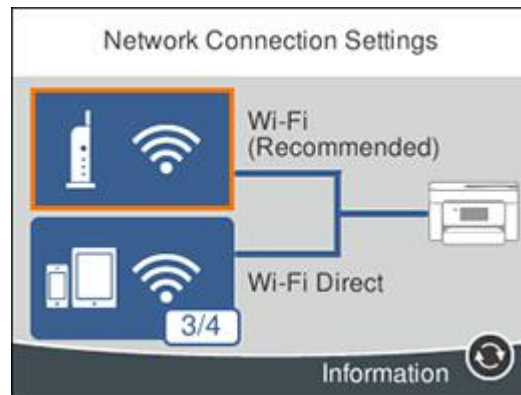 Network Connection Settings
Wi-Fi
(Recommended)
Wi-Fi Direct
3/4
Information